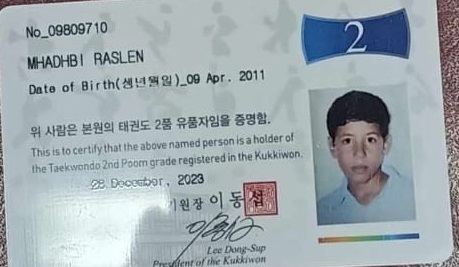 No_09809710
2
MHADHBI RASLEN
Date of Birth(생년월일)_09 Apr. 2011
위 사람은 본원의 태권도 2품 유품자임을 증명함.
This is to certify that the above named person is a holder of
the Taekwondo 2nd Poom grade registered in the Kukkiwon.
28 December, 2023
기원장 이 동 섭
Lee Dong-Sup
President of the Kukkiwon